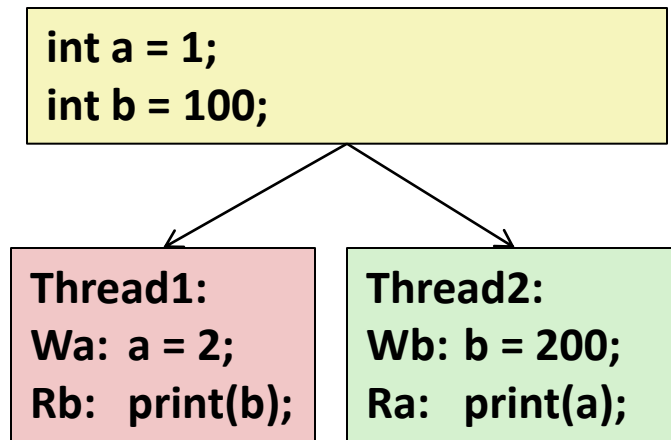 int a = 1;
int b = 100;
Thread1:
Wa: a = 2;
Rb: print(b);
Thread2:
Wb: b = 200;
Ra: print(a);